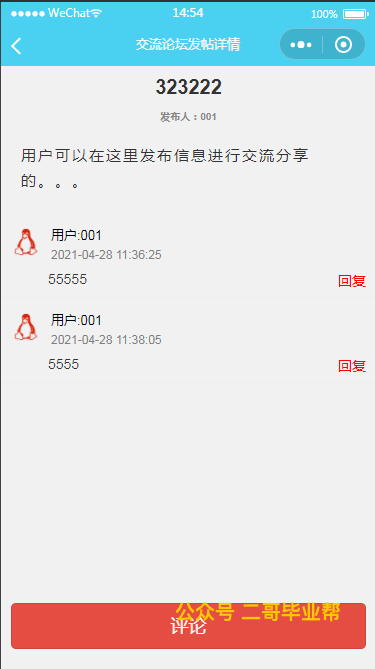 WeChat 14:54 100%
交流论坛发帖详情
323222
发布人：001
用户可以在这里发布信息进行交流分享
的。。。
用户:001
2021-04-28 11:36:25
55555
回复
用户:001
2021-04-28 11:38:05
5555
回复
公众号 二哥毕业帮
评论